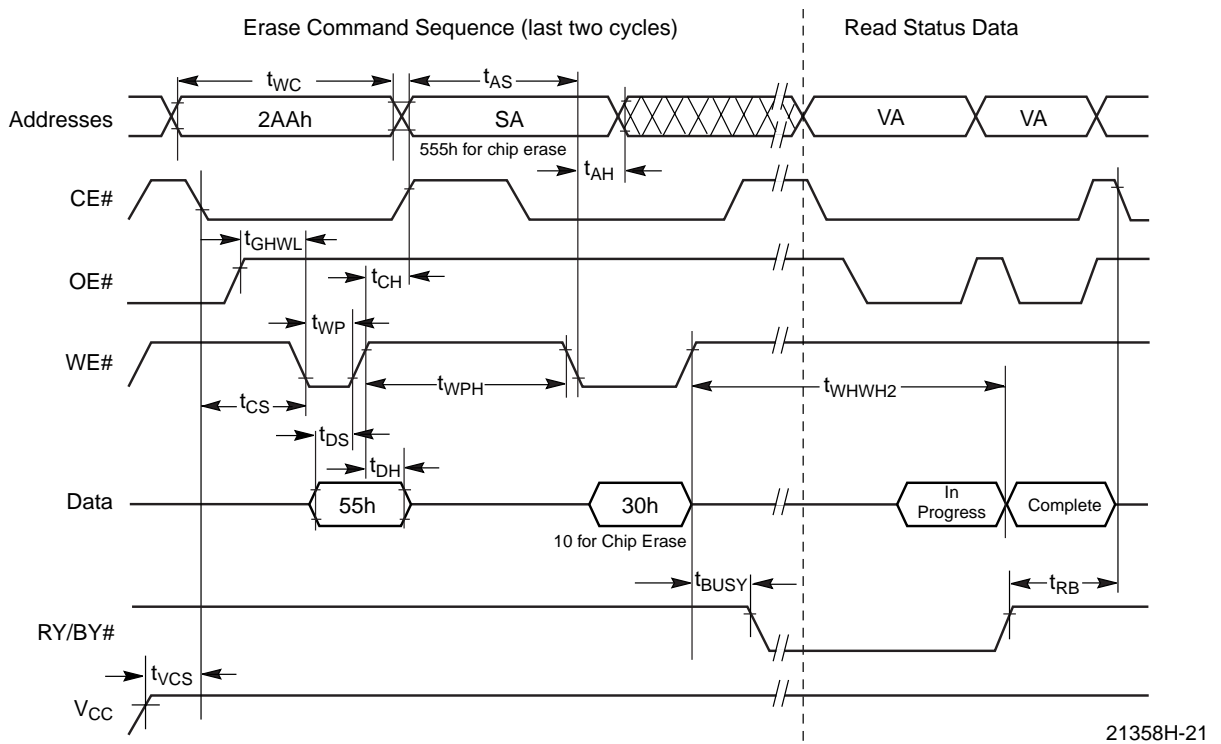 Erase Command Sequence (last two cycles)
Read Status Data
tWC
tAS
Addresses
2AAh
SA
VA
VA
555h for chip erase
tAH
CE#
tGHWL
OE#
tCH
tWP
WE#
tWPH
tWHWH2
tCS
tDS
tDH
Data
55h
30h
In
Progress
Complete
10 for Chip Erase
tBUSY
tRB
RY/BY#
tVCS
VCC
21358H-21